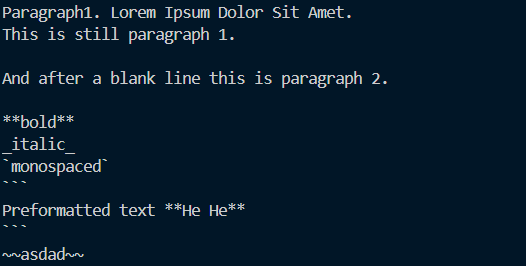 Paragraph1. Lorem Ipsum Dolor Sit Amet.
This is still paragraph 1.

And after a blank line this is paragraph 2.

**bold**
_italic_
`monospaced`
```
Preformatted text **He He**
```
~~asdad~~